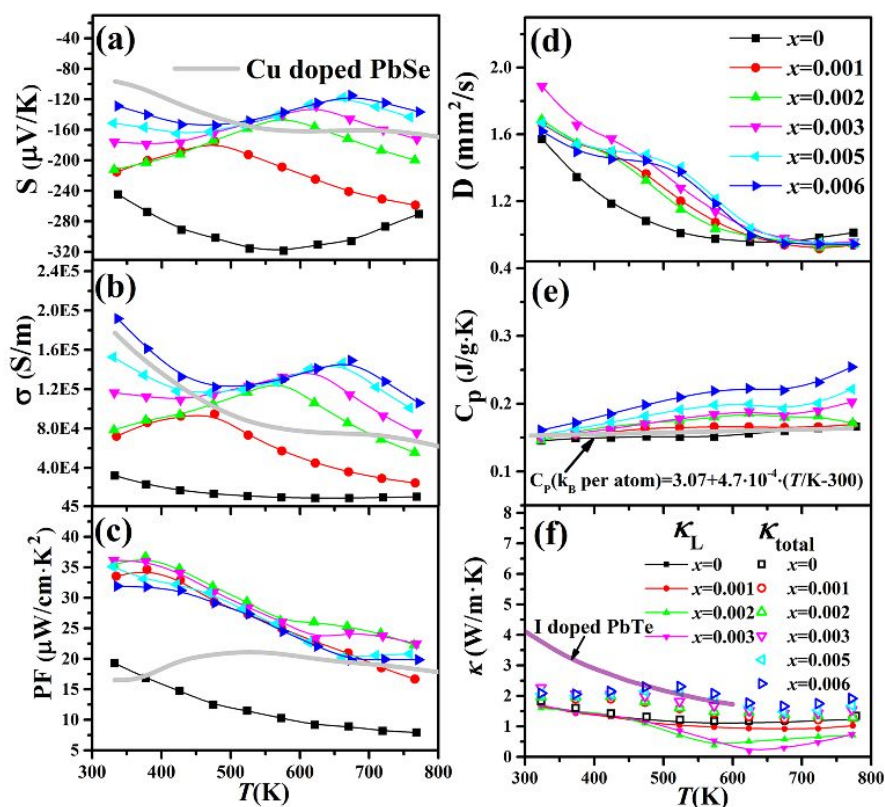 (a)
Cu doped PbSe
S (μV/K)
-40
-80
-120
-160
-200
-240
-280
-320
(b)
σ (S/m)
2.0E5
1.6E5
1.2E5
8.0E4
4.0E4
(c)
PF (μW/cm·K²)
45
40
35
30
25
20
15
10
5
300 400 500 600 700 800
T(K)
(d)
x=0
x=0.001
x=0.002
x=0.003
x=0.005
x=0.006
D (mm²/s)
2.0
1.6
1.2
0.8
(e)
Cp (J/g·K)
0.4
0.3
0.2
0.1
CP(kB per atom)=3.07+4.7·10⁻⁴·(T/K-300)
(f)
κL κtotal
x=0 x=0
x=0.001 x=0.001
x=0.002 x=0.002
x=0.003 x=0.003
x=0.005
x=0.006
I doped PbTe
κ (W/m·K)
8
7
6
5
4
3
2
1
0
300 400 500 600 700 800
T(K)